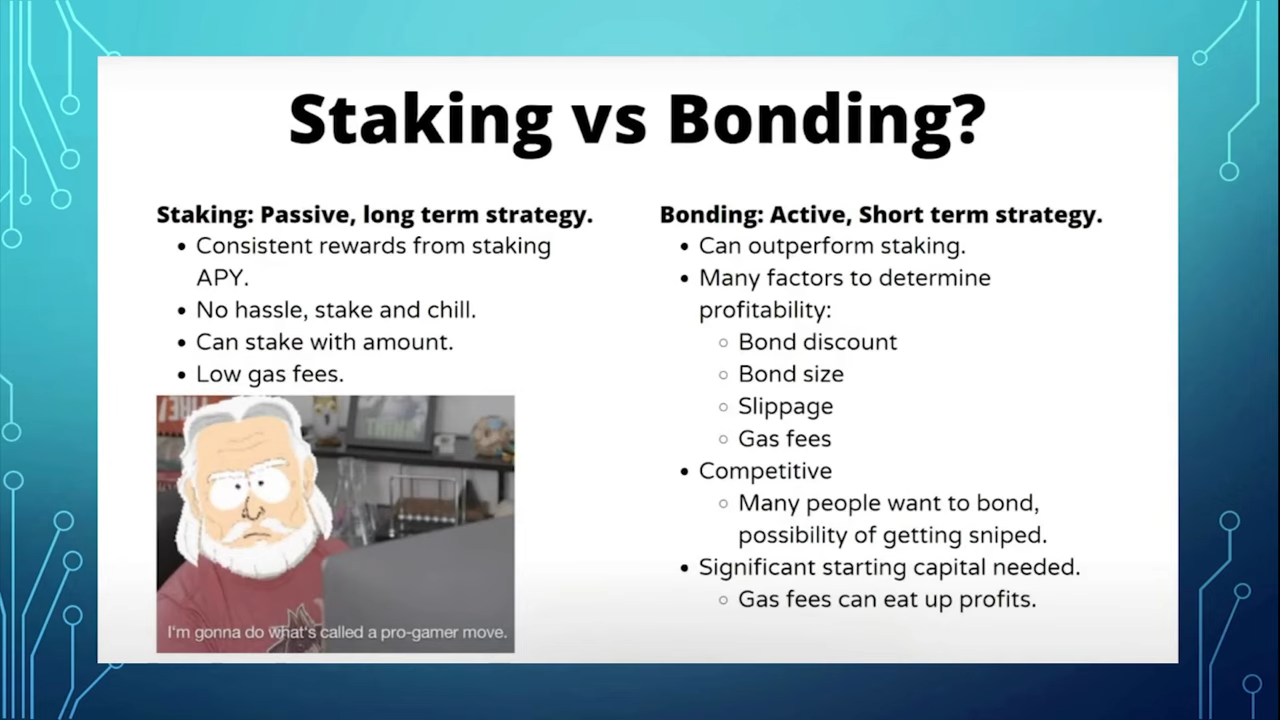 Staking vs Bonding?
Staking: Passive, long term strategy.
• Consistent rewards from staking
APY.
• No hassle, stake and chill.
• Can stake with amount.
• Low gas fees.
THINK
I'm gonna do what's called a pro-gamer move.
Bonding: Active, Short term strategy.
• Can outperform staking.
• Many factors to determine
profitability:
○ Bond discount
○ Bond size
○ Slippage
○ Gas fees
• Competitive
○ Many people want to bond,
possibility of getting sniped.
• Significant starting capital needed.
○ Gas fees can eat up profits.